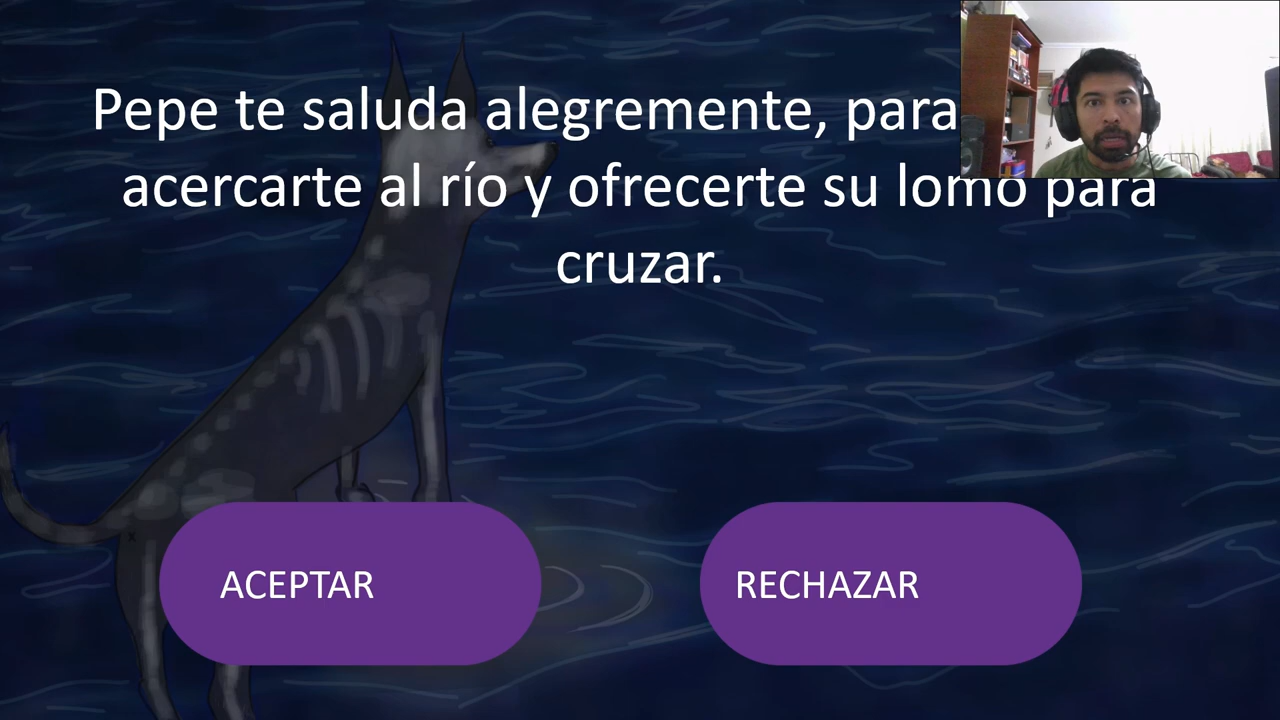 Pepe te saluda alegremente, para
acercarte al río y ofrecerte su lomo para
cruzar.
ACEPTAR
RECHAZAR